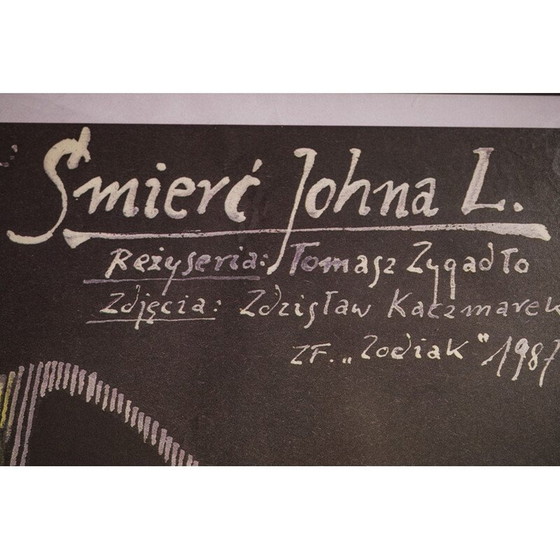 Śmierć Johna L.
Reżyseria: Tomasz Zygadło
Zdjęcia: Zdzisław Kaczmarek
ZF. „Zodiak" 1987